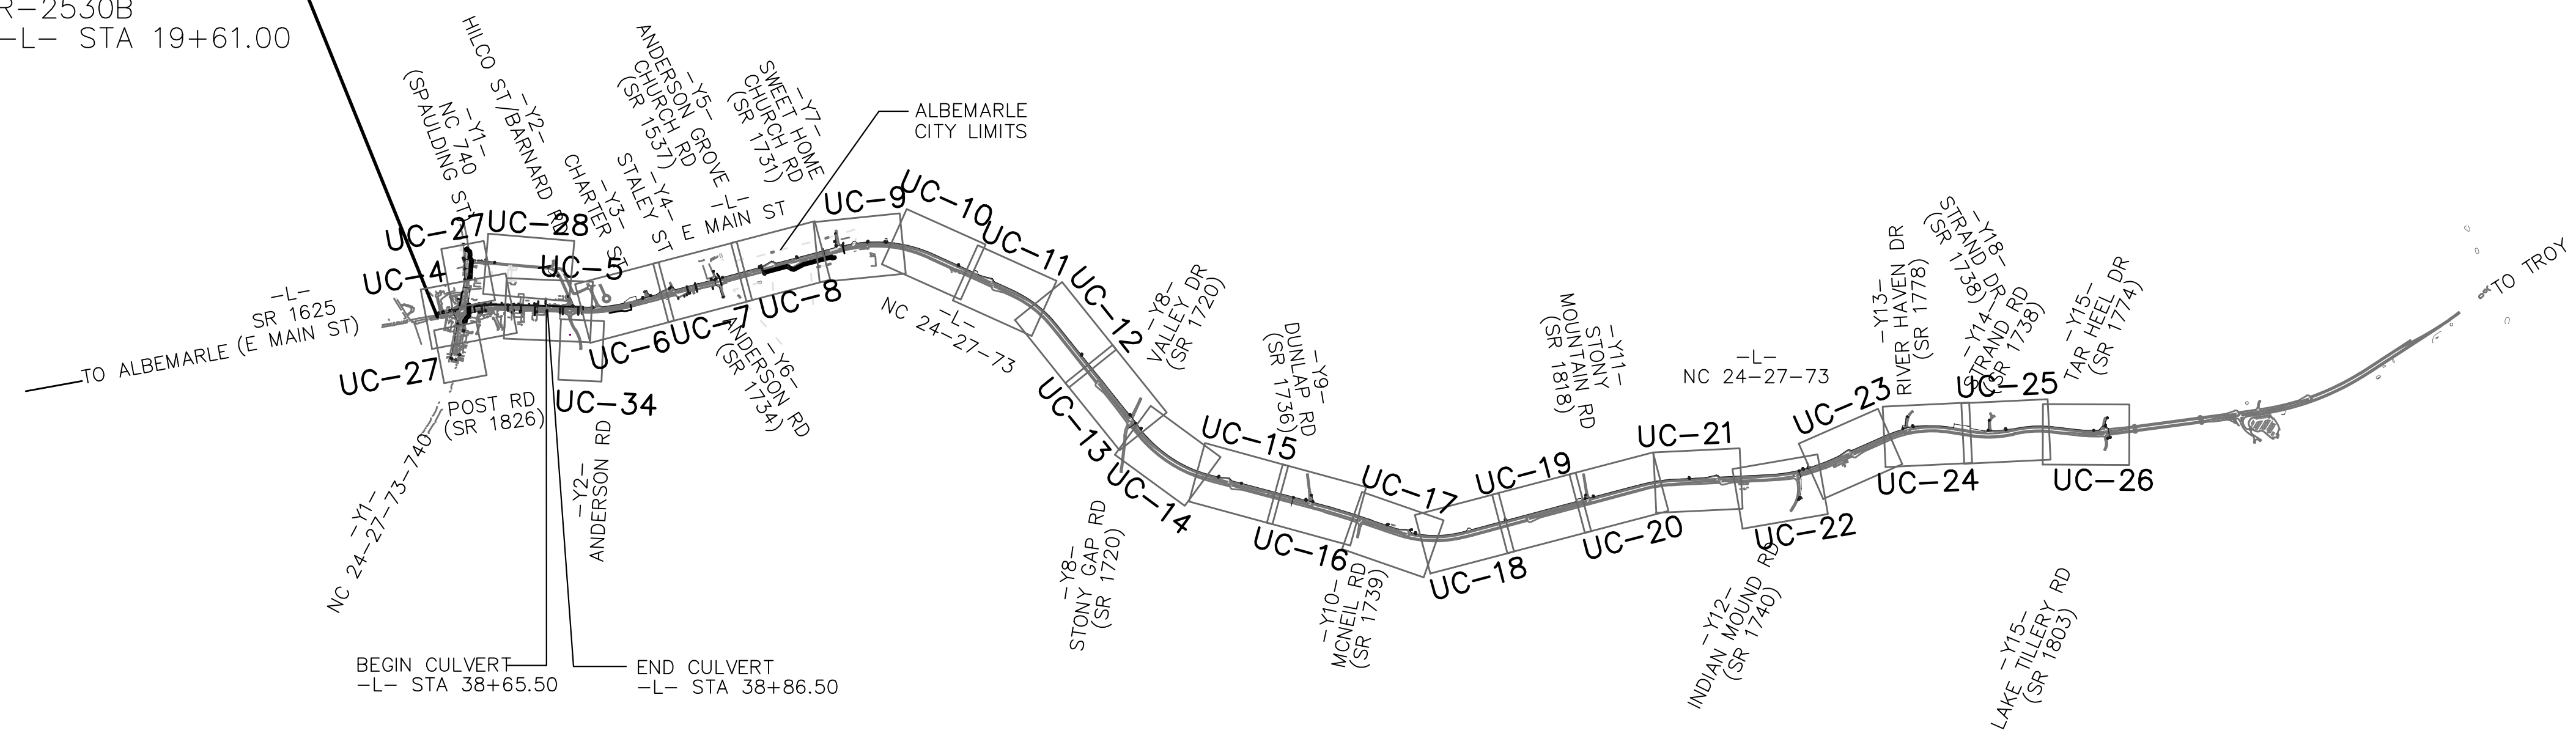 R-2530B
-L- STA 19+61.00
-Y1-
NC 740
(SPAULDING ST)
-Y2-
HILCO ST/BARNARD RD
-Y3-
CHARTER ST
-Y4-
STALEY ST
-Y5-
ANDERSON GROVE
CHURCH RD
(SR 1537)
-L-
E MAIN ST
-Y7-
SWEET HOME
CHURCH RD
(SR 1731)
ALBEMARLE
CITY LIMITS
UC-27
UC-28
UC-4
UC-5
UC-9
UC-10
UC-11
UC-12
UC-6
UC-7
UC-8
-L-
SR 1625
(E MAIN ST)
TO ALBEMARLE
UC-27
POST RD
(SR 1826)
UC-34
-Y1-
NC 24-27-73-740
-Y2-
ANDERSON RD
-Y6-
ANDERSON RD
(SR 1734)
-L-
NC 24-27-73
-Y8-
VALLEY DR
(SR 1720)
UC-13
UC-14
-Y8-
STONY GAP RD
(SR 1720)
-Y9-
DUNLAP RD
(SR 1736)
UC-15
UC-16
UC-17
-Y10-
MCNEIL RD
(SR 1739)
UC-18
UC-19
-Y11-
STONY
MOUNTAIN RD
(SR 1818)
UC-20
UC-21
-L-
NC 24-27-73
UC-22
-Y12-
INDIAN MOUND RD
(SR 1740)
UC-23
-Y13-
RIVER HAVEN DR
(SR 1778)
UC-24
-Y18-
STRAND DR
(SR 1738)
-Y14-
STRAND RD
(SR 1738)
UC-25
-Y15-
TAR HEEL DR
(SR 1774)
UC-26
-Y15-
LAKE TILLERY RD
(SR 1803)
TO TROY
BEGIN CULVERT
-L- STA 38+65.50
END CULVERT
-L- STA 38+86.50